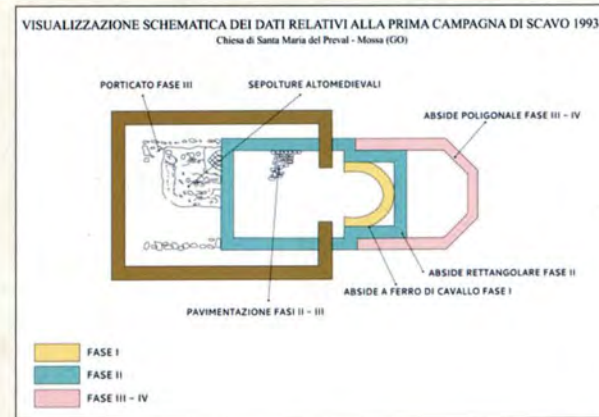 VISUALIZZAZIONE SCHEMATICA DEI DATI RELATIVI ALLA PRIMA CAMPAGNA DI SCAVO 1993
Chiesa di Santa Maria del Preval - Mossa (GO)
PORTICATO FASE III
SEPOLTURE ALTOMEDIEVALI
ABSIDE POLIGONALE FASE III - IV
ABSIDE RETTANGOLARE FASE II
ABSIDE A FERRO DI CAVALLO FASE I
PAVIMENTAZIONE FASI II - III
FASE I
FASE II
FASE III - IV